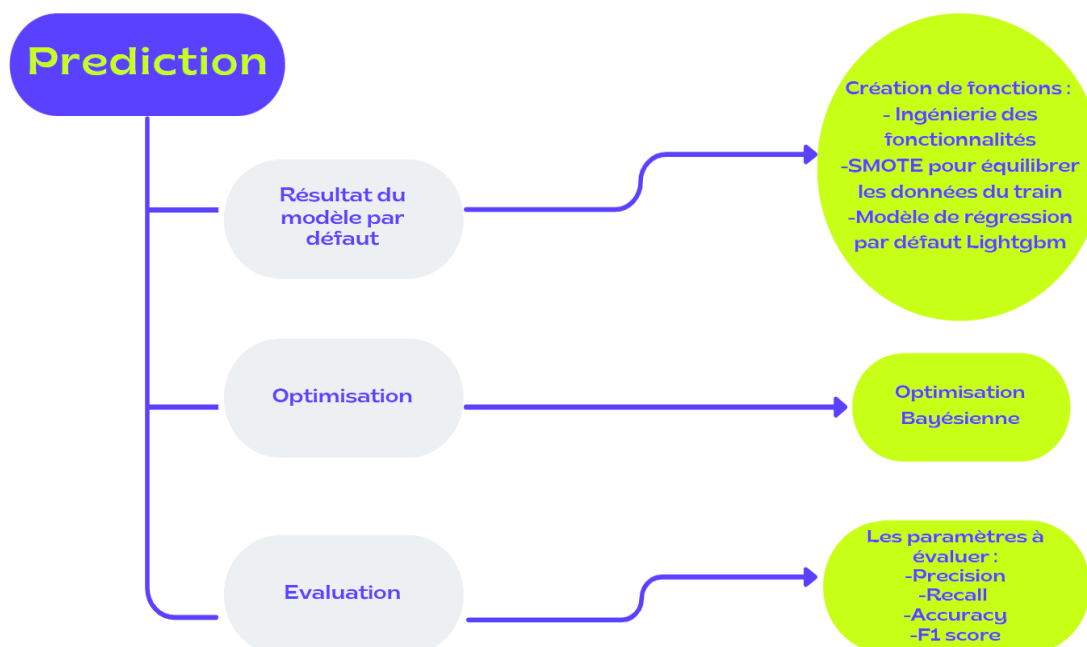 Prediction
Résultat du
modèle par
défaut
Création de fonctions :
- Ingénierie des
fonctionnalités
-SMOTE pour équilibrer
les données du train
-Modèle de régression
par défaut Lightgbm
Optimisation
Optimisation
Bayésienne
Evaluation
Les paramètres à
évaluer :
-Precision
-Recall
-Accuracy
-F1 score